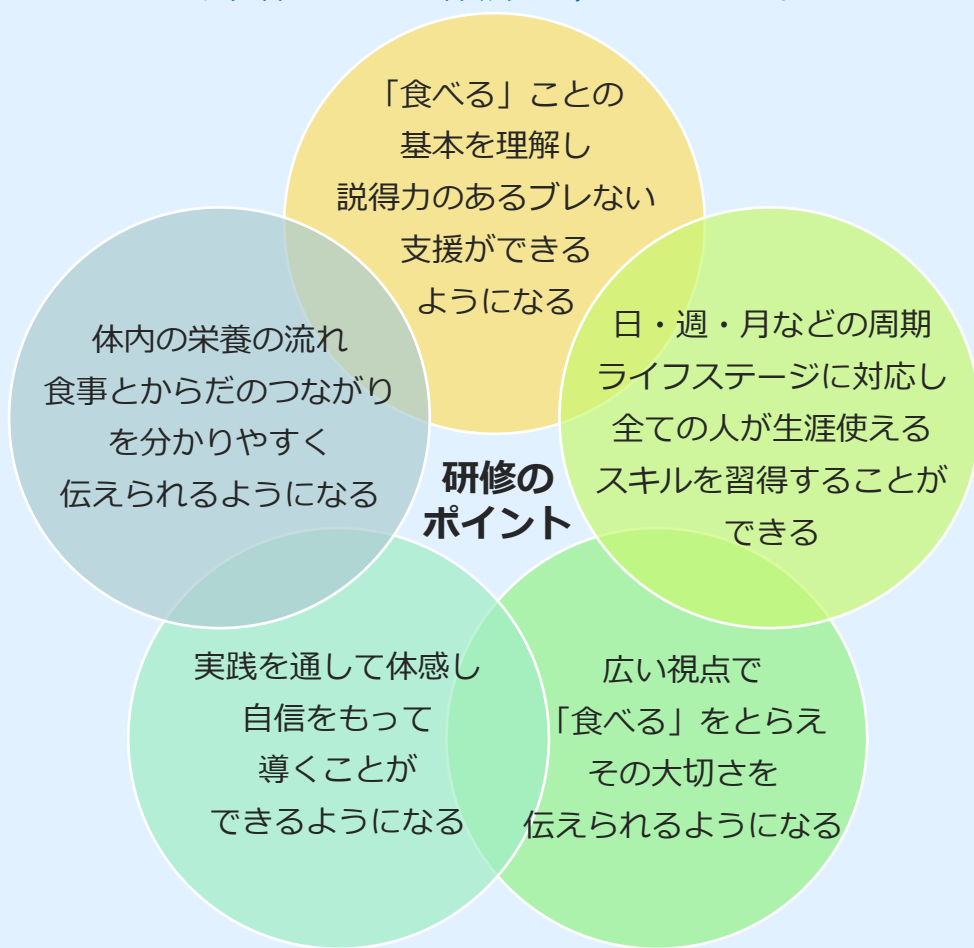 「食べる」ことの
基本を理解し
説得力のあるブレない
支援ができる
ようになる
日・週・月などの周期
ライフステージに対応し
全ての人が生涯使える
スキルを習得することが
できる
広い視点で
「食べる」をとらえ
その大切さを
伝えられるようになる
実践を通して体感し
自信をもって
導くことが
できるようになる
体内の栄養の流れ
食事とからだのつながり
を分かりやすく
伝えられるようになる
研修の
ポイント